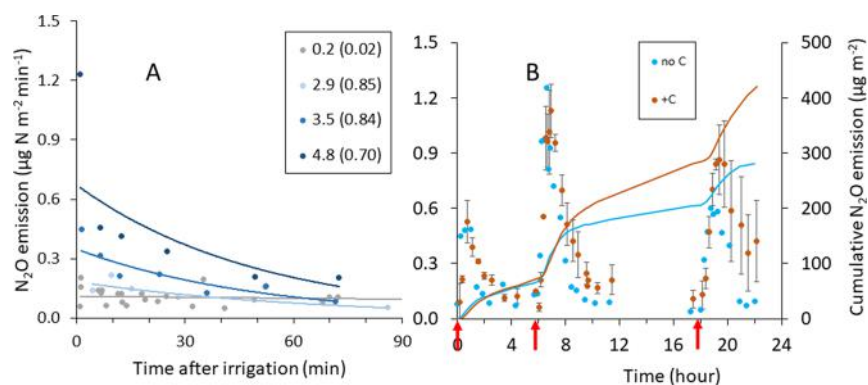 A
0.2 (0.02)
2.9 (0.85)
3.5 (0.84)
4.8 (0.70)
N₂O emission (µg N m⁻² min⁻¹)
1.5
1.2
0.9
0.6
0.3
0.0
0 30 60 90
Time after irrigation (min)
B
no C
+C
1.5
1.2
0.9
0.6
0.3
0.0
500
400
300
200
100
0
Cumulative N₂O emission (µg m⁻²)
0 4 8 12 16 20 24
Time (hour)